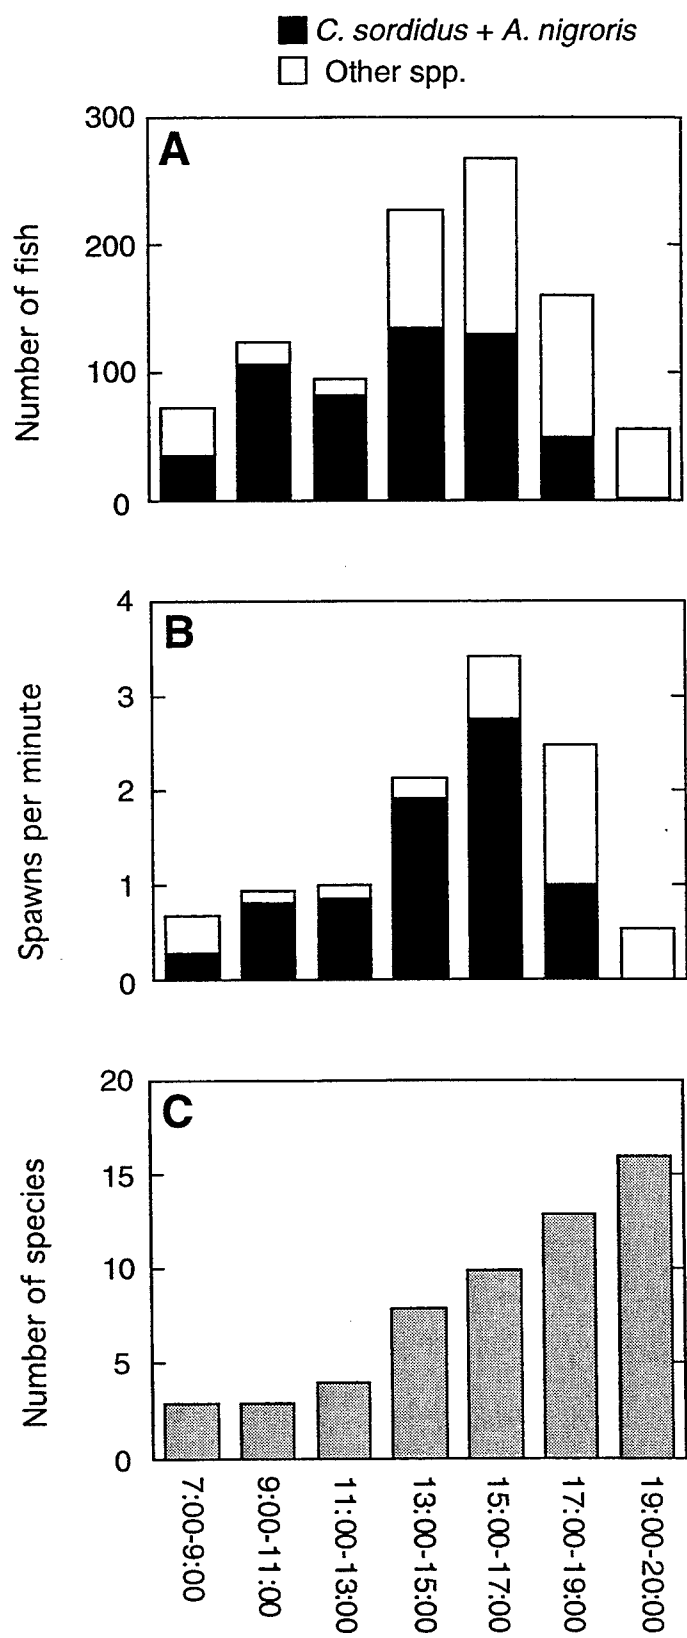 C. sordidus + A. nigroris
Other spp.
A
300
200
100
0
Number of fish
B
4
3
2
1
0
Spawns per minute
C
20
15
10
5
0
Number of species
7:00-9:00
9:00-11:00
11:00-13:00
13:00-15:00
15:00-17:00
17:00-19:00
19:00-20:00